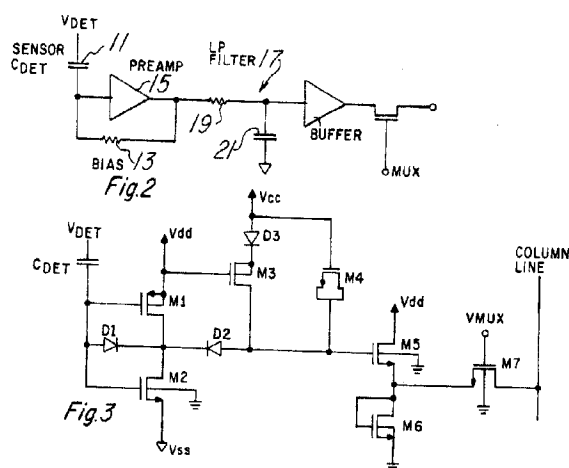 VDET
11
SENSOR
CDET
PREAMP
15
LP
FILTER
17
19
21
BUFFER
13
BIAS
MUX
Fig.2
VDET
CDET
Vdd
Vcc
D3
M3
M4
M1
D1
D2
M2
Vss
Vdd
M5
M6
VMUX
M7
COLUMN
LINE
Fig.3